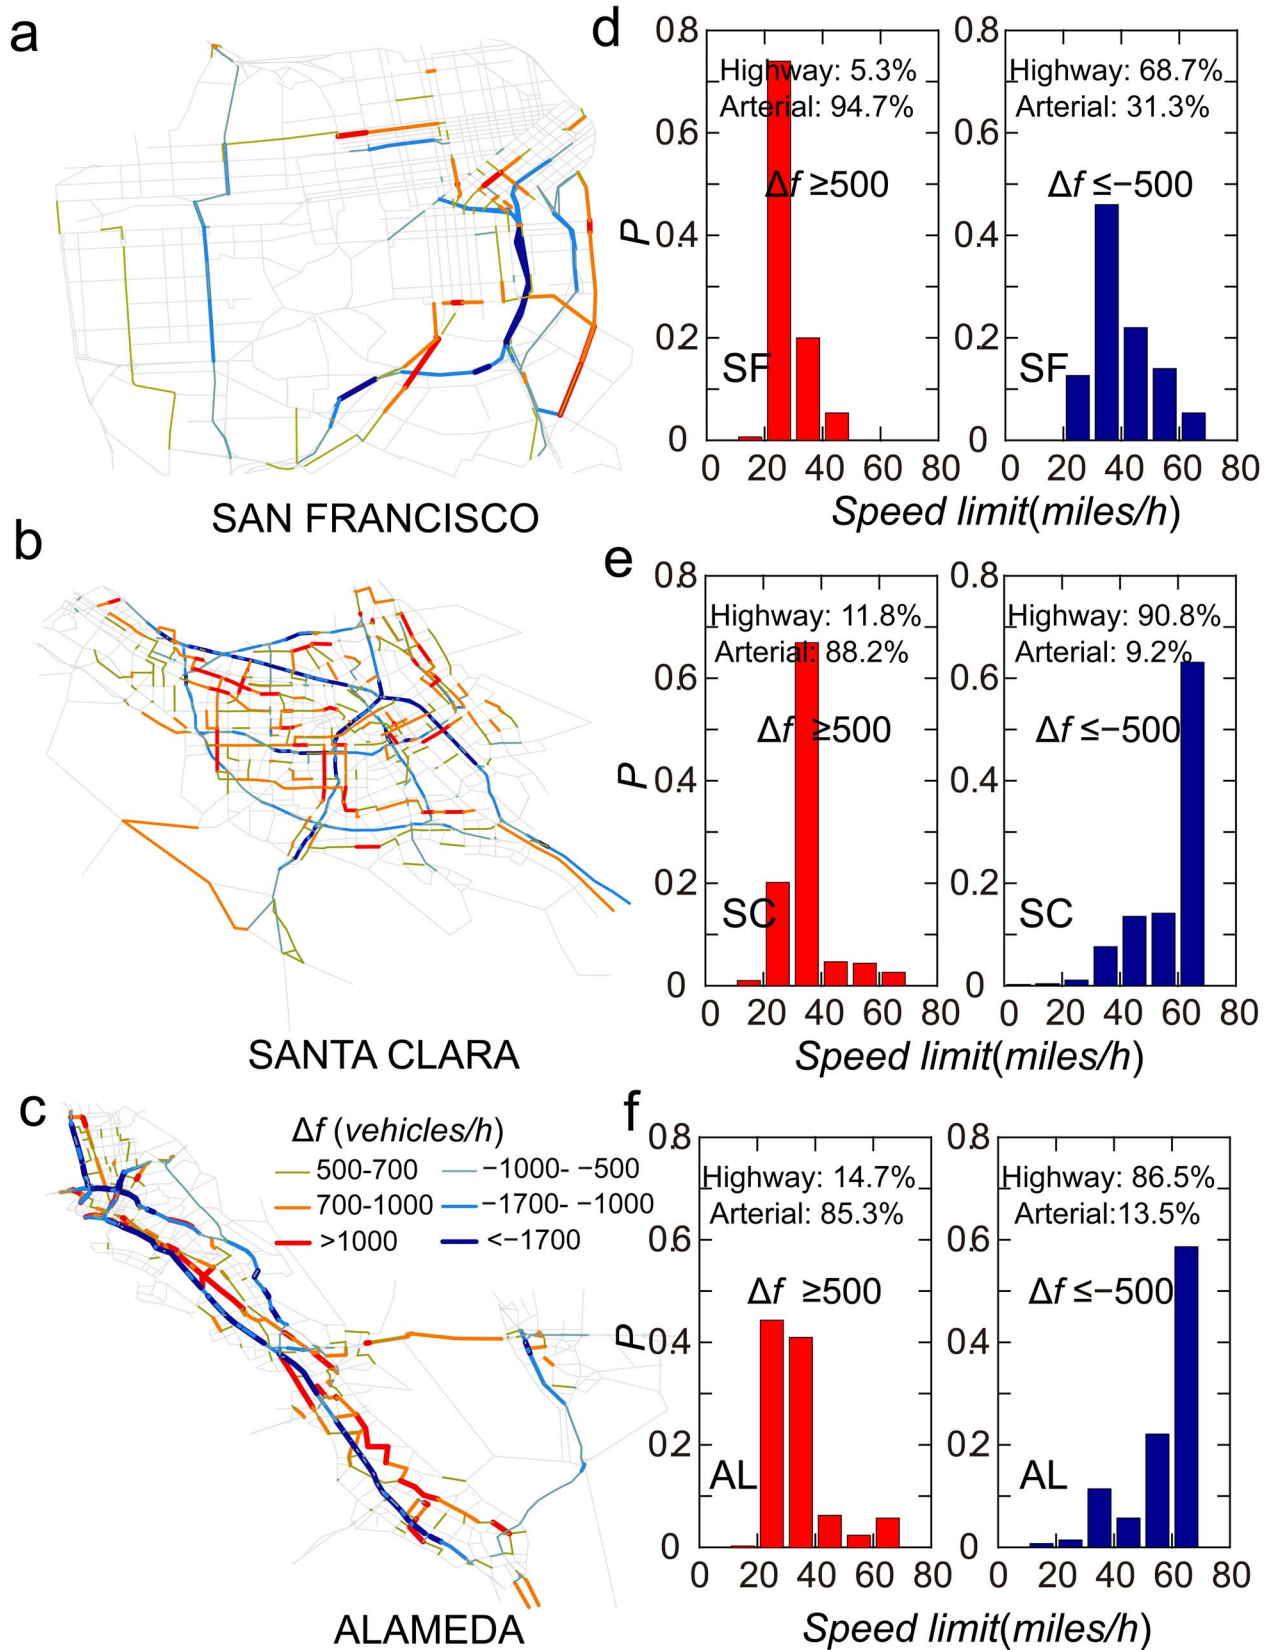 a
SAN FRANCISCO
b
SANTA CLARA
c
Δf (vehicles/h)
500-700
−1000- −500
700-1000
−1700- −1000
>1000
<−1700
ALAMEDA
d
0.8
0.6
0.4
0.2
0
P
Highway: 5.3%
Arterial: 94.7%
Δf ≥500
SF
0 20 40 60 80
0.8
0.6
0.4
0.2
0
Highway: 68.7%
Arterial: 31.3%
Δf ≤−500
SF
0 20 40 60 80
Speed limit(miles/h)
e
0.8
0.6
0.4
0.2
0
P
Highway: 11.8%
Arterial: 88.2%
Δf ≥500
SC
0 20 40 60 80
0.8
0.6
0.4
0.2
0
Highway: 90.8%
Arterial: 9.2%
Δf ≤−500
SC
0 20 40 60 80
Speed limit(miles/h)
f
0.8
0.6
0.4
0.2
0
P
Highway: 14.7%
Arterial: 85.3%
Δf ≥500
AL
0 20 40 60 80
0.8
0.6
0.4
0.2
0
Highway: 86.5%
Arterial:13.5%
Δf ≤−500
AL
0 20 40 60 80
Speed limit(miles/h)